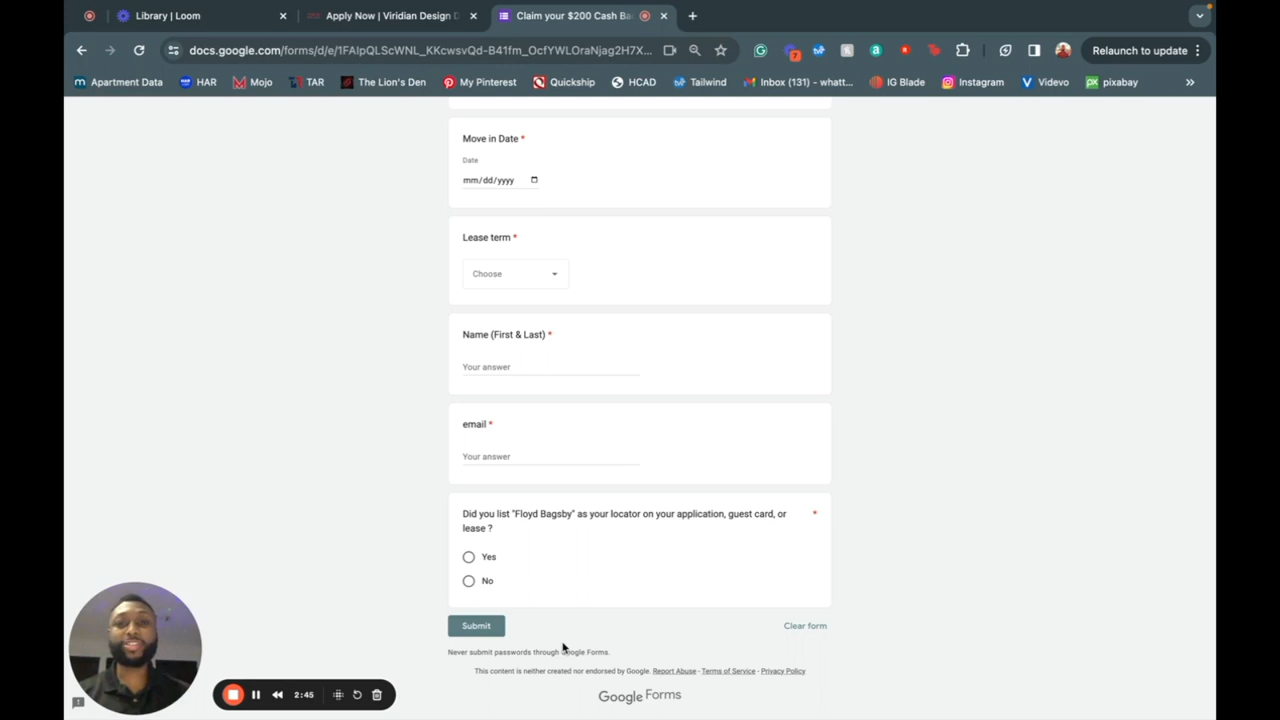 Library | Loom
Apply Now | Viridian Design D
Claim your $200 Cash Ba
docs.google.com/forms/d/e/1FAIpQLScWNL_KKcwsvQd-B41fm_OcfYWLOraNjag2H7X...
7
Relaunch to update
Apartment Data
HAR
Mojo
TAR
The Lion's Den
My Pinterest
Quickship
HCAD
Tailwind
Inbox (131) - whatt...
IG Blade
Instagram
Videvo
pixabay
»
Move in Date *
Date
mm/dd/yyyy
Lease term *
Choose
Name (First & Last) *
Your answer
email *
Your answer
Did you list "Floyd Bagsby" as your locator on your application, guest card, or *
lease ?
Yes
No
Submit
Clear form
Never submit passwords through Google Forms.
This content is neither created nor endorsed by Google. Report Abuse - Terms of Service - Privacy Policy
Google Forms
2:45